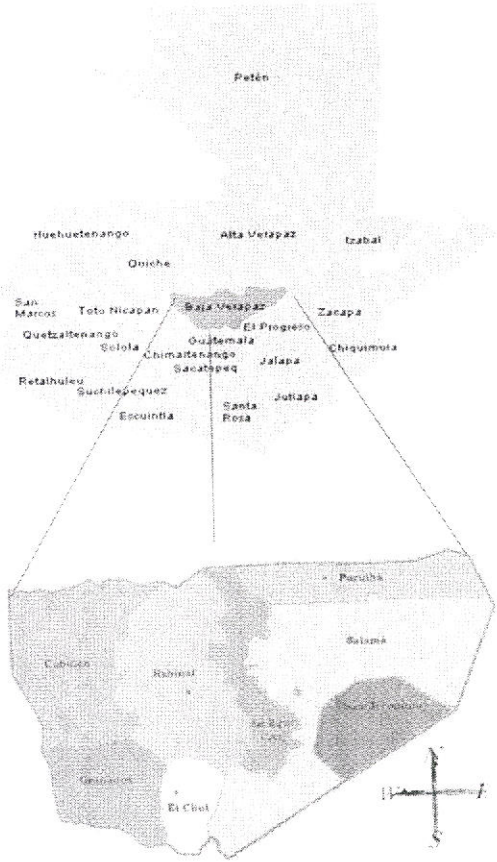 Petén
Huehuetenango
Alta Verapaz
Izabal
Quiche
San
Marcos
Toto Nicapan
Baja Verapaz
Zacapa
Quetzaltenango
El Progreso
Solola
Guatemala
Chiquimula
Chimaltenango
Jalapa
Sacatepeq
Retalhuleu
Suchitepequez
Jutiapa
Escuintla
Santa
Rosa
Purulha
Salamá
Cubulco
Rabinal
Granados
El Chol
N
S